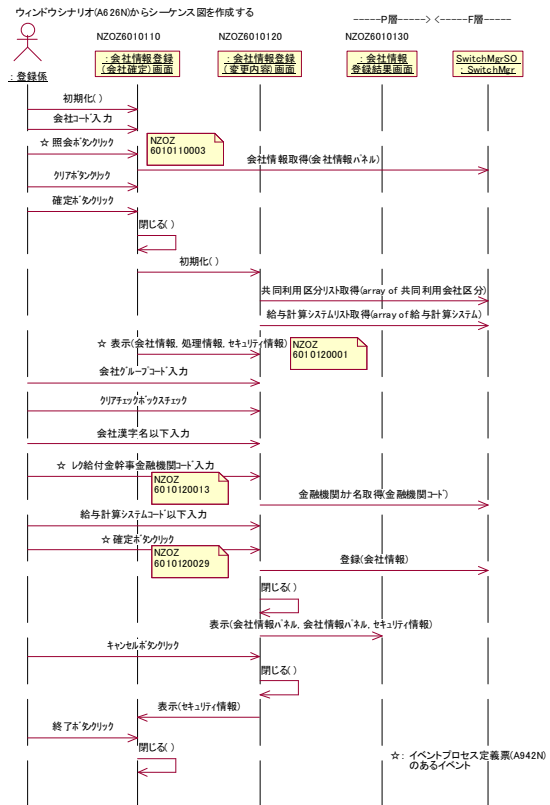 ウィンドウシナリオ(A626N)からシーケンス図を作成する
-----P層-----> <-----F層-----
NZOZ6010110
NZOZ6010120
NZOZ6010130
: 登録係
: 会社情報登録
(会社確定)画面
: 会社情報登録
(変更内容)画面
: 会社情報
登録結果画面
SwitchMgrSO
: SwitchMgr
初期化( )
会社コード入力
☆ 照会ボタンクリック
NZOZ
6010110003
会社情報取得(会社情報パネル)
クリアボタンクリック
確定ボタンクリック
閉じる( )
初期化( )
共同利用区分リスト取得(array of 共同利用会社区分)
給与計算システムリスト取得(array of 給与計算システム)
☆ 表示(会社情報, 処理情報, セキュリティ情報)
NZOZ
6010120001
会社グループコード入力
クリアチェックボックスチェック
会社漢字名以下入力
☆ レク給付金幹事金融機関コード入力
NZOZ
6010120013
金融機関カナ名取得(金融機関コード)
給与計算システムコード以下入力
☆ 確定ボタンクリック
NZOZ
6010120029
登録(会社情報)
閉じる( )
表示(会社情報パネル, 会社情報パネル, セキュリティ情報)
キャンセルボタンクリック
閉じる( )
表示(セキュリティ情報)
終了ボタンクリック
閉じる( )
☆: イベントプロセス定義票(A942N)
のあるイベント